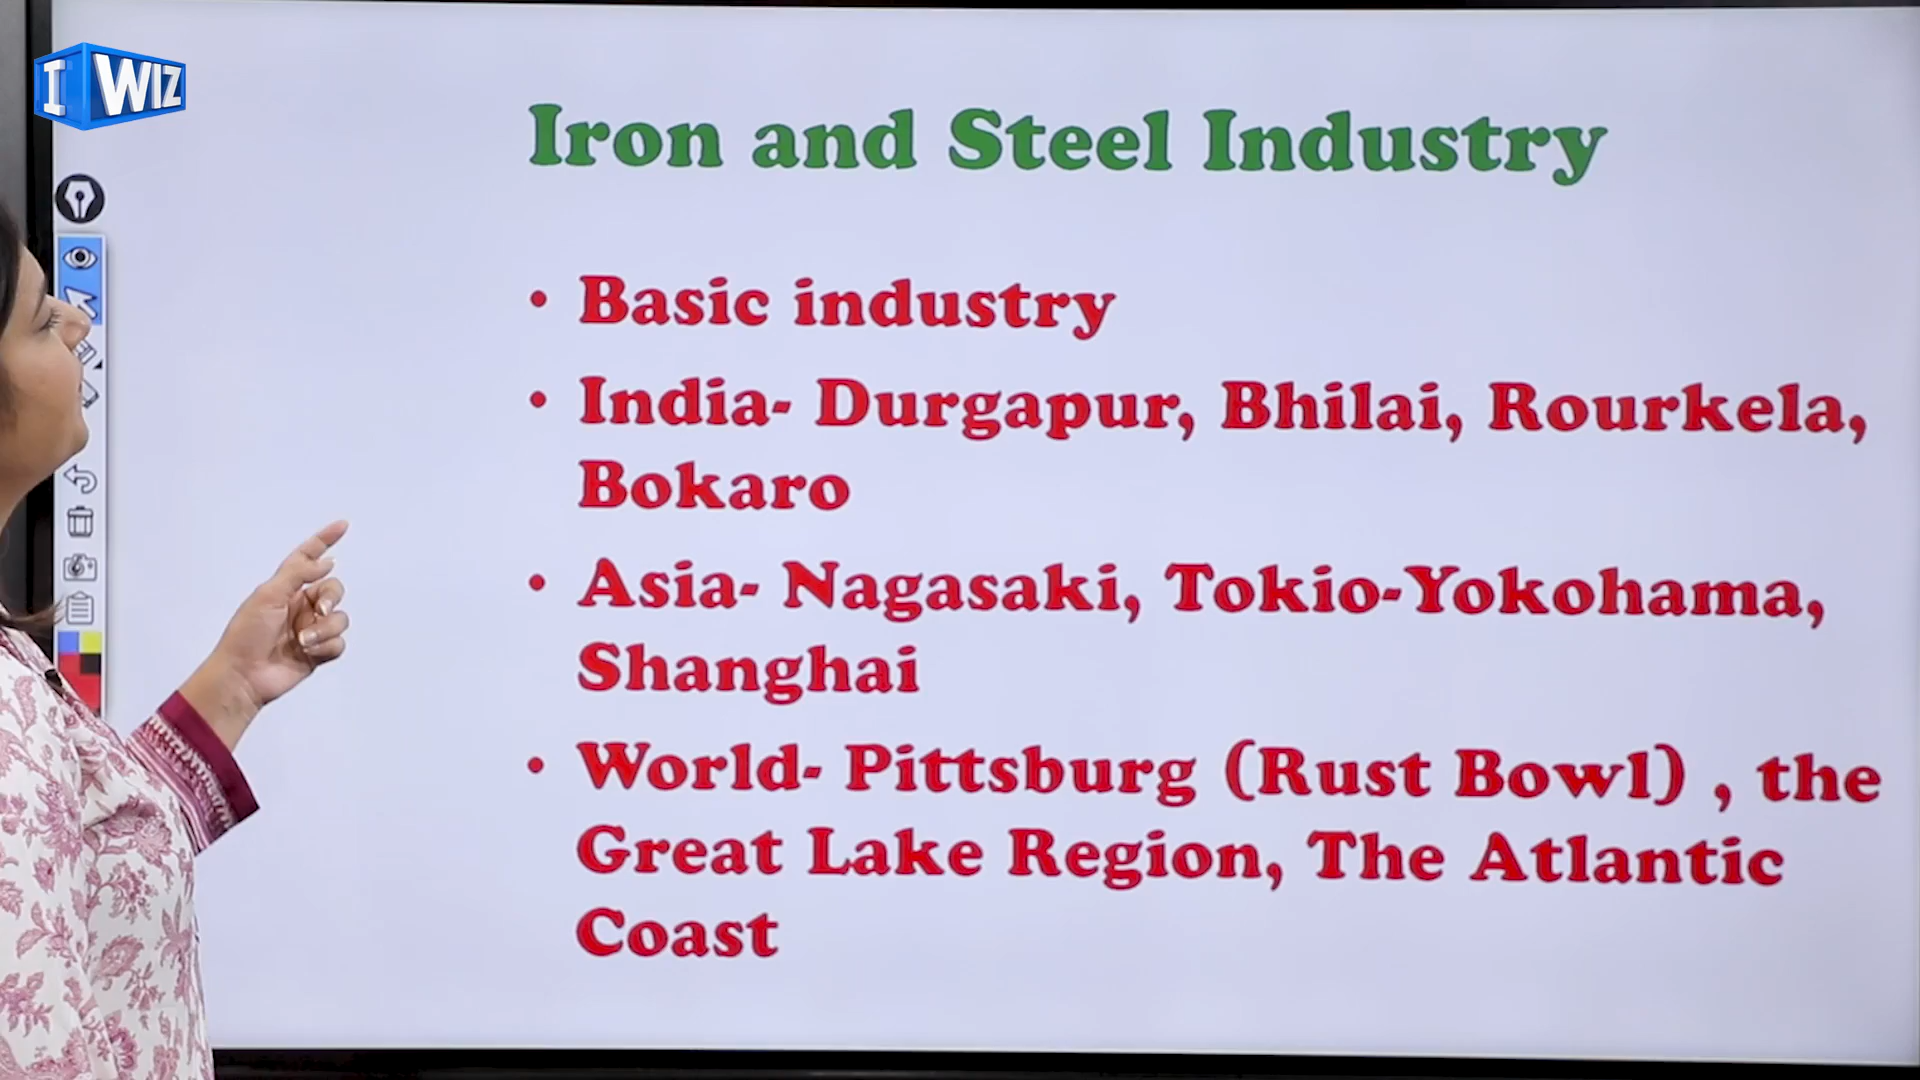 I WIZ
Iron and Steel Industry
• Basic industry
• India- Durgapur, Bhilai, Rourkela,
Bokaro
• Asia- Nagasaki, Tokio-Yokohama,
Shanghai
• World- Pittsburg (Rust Bowl) , the
Great Lake Region, The Atlantic
Coast